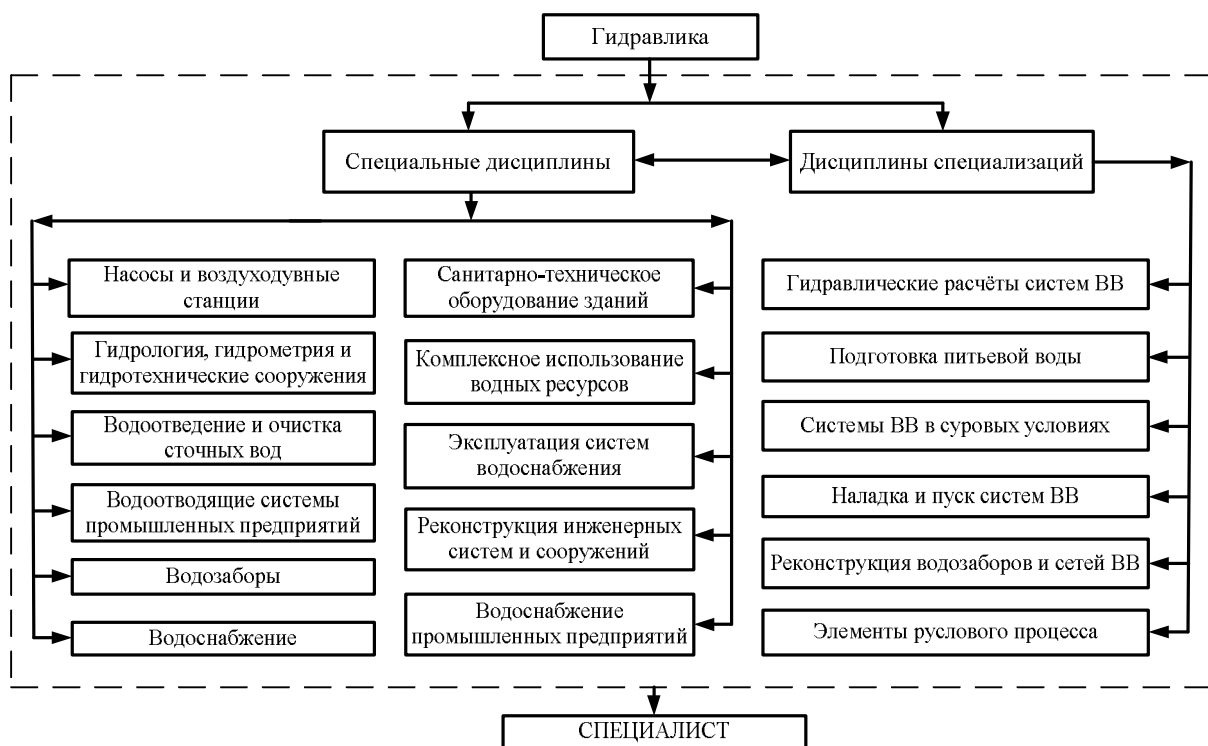 Гидравлика
Специальные дисциплины
Дисциплины специализаций
Насосы и воздуходувные
станции
Гидрология, гидрометрия и
гидротехнические сооружения
Водоотведение и очистка
сточных вод
Водоотводящие системы
промышленных предприятий
Водозаборы
Водоснабжение
Санитарно-техническое
оборудование зданий
Комплексное использование
водных ресурсов
Эксплуатация систем
водоснабжения
Реконструкция инженерных
систем и сооружений
Водоснабжение
промышленных предприятий
Гидравлические расчёты систем ВВ
Подготовка питьевой воды
Системы ВВ в суровых условиях
Наладка и пуск систем ВВ
Реконструкция водозаборов и сетей ВВ
Элементы руслового процесса
СПЕЦИАЛИСТ